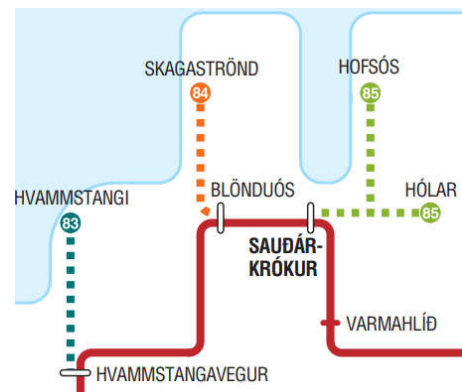 SKAGASTRÖND
HOFSÓS
84
85
HVAMMSTANGI
BLÖNDUÓS
HÓLAR
83
85
SAUÐÁR-
KRÓKUR
VARMAHLÍÐ
HVAMMSTANGAVEGUR